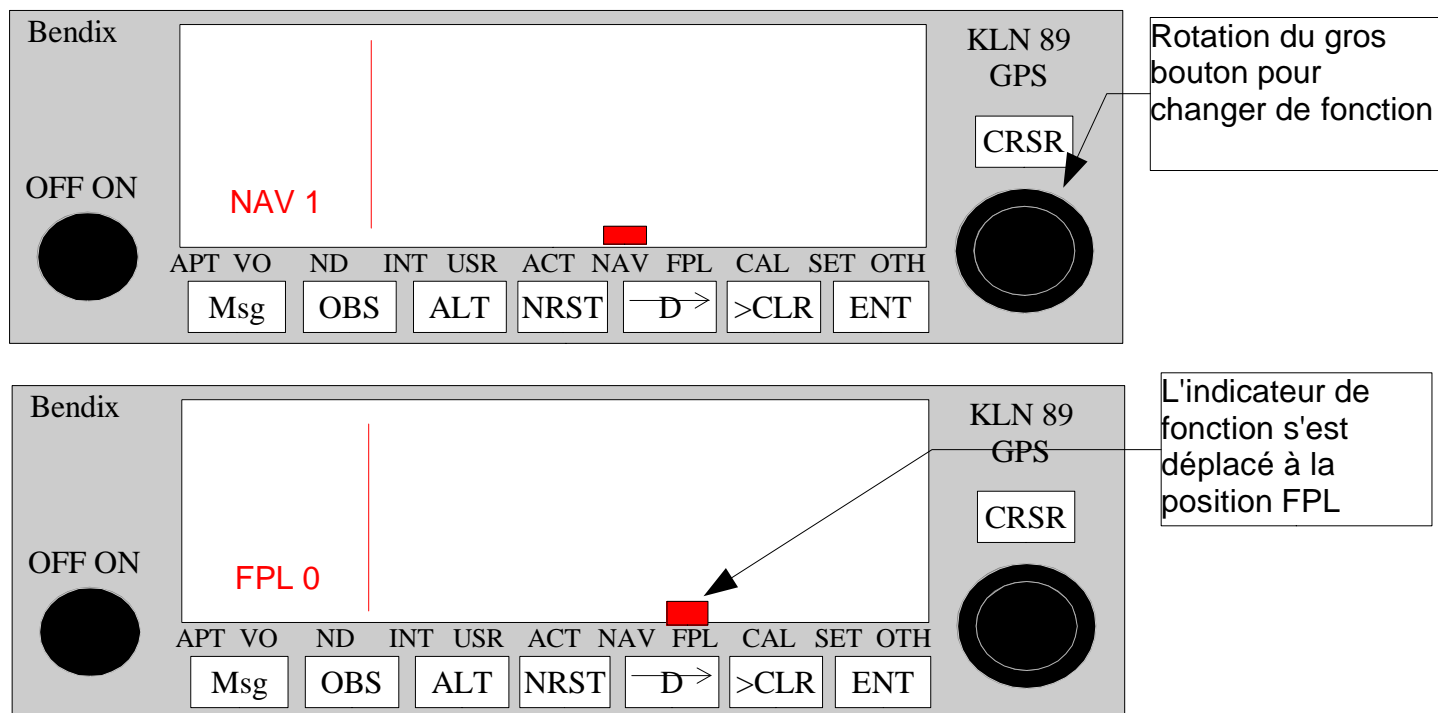 Bendix
KLN 89
GPS
CRSR
OFF ON
NAV 1
APT VO ND INT USR ACT NAV FPL CAL SET OTH
Msg OBS ALT NRST D >CLR ENT
Rotation du gros
bouton pour
changer de fonction
Bendix
KLN 89
GPS
CRSR
OFF ON
FPL 0
APT VO ND INT USR ACT NAV FPL CAL SET OTH
Msg OBS ALT NRST D >CLR ENT
L'indicateur de
fonction s'est
déplacé à la
position FPL